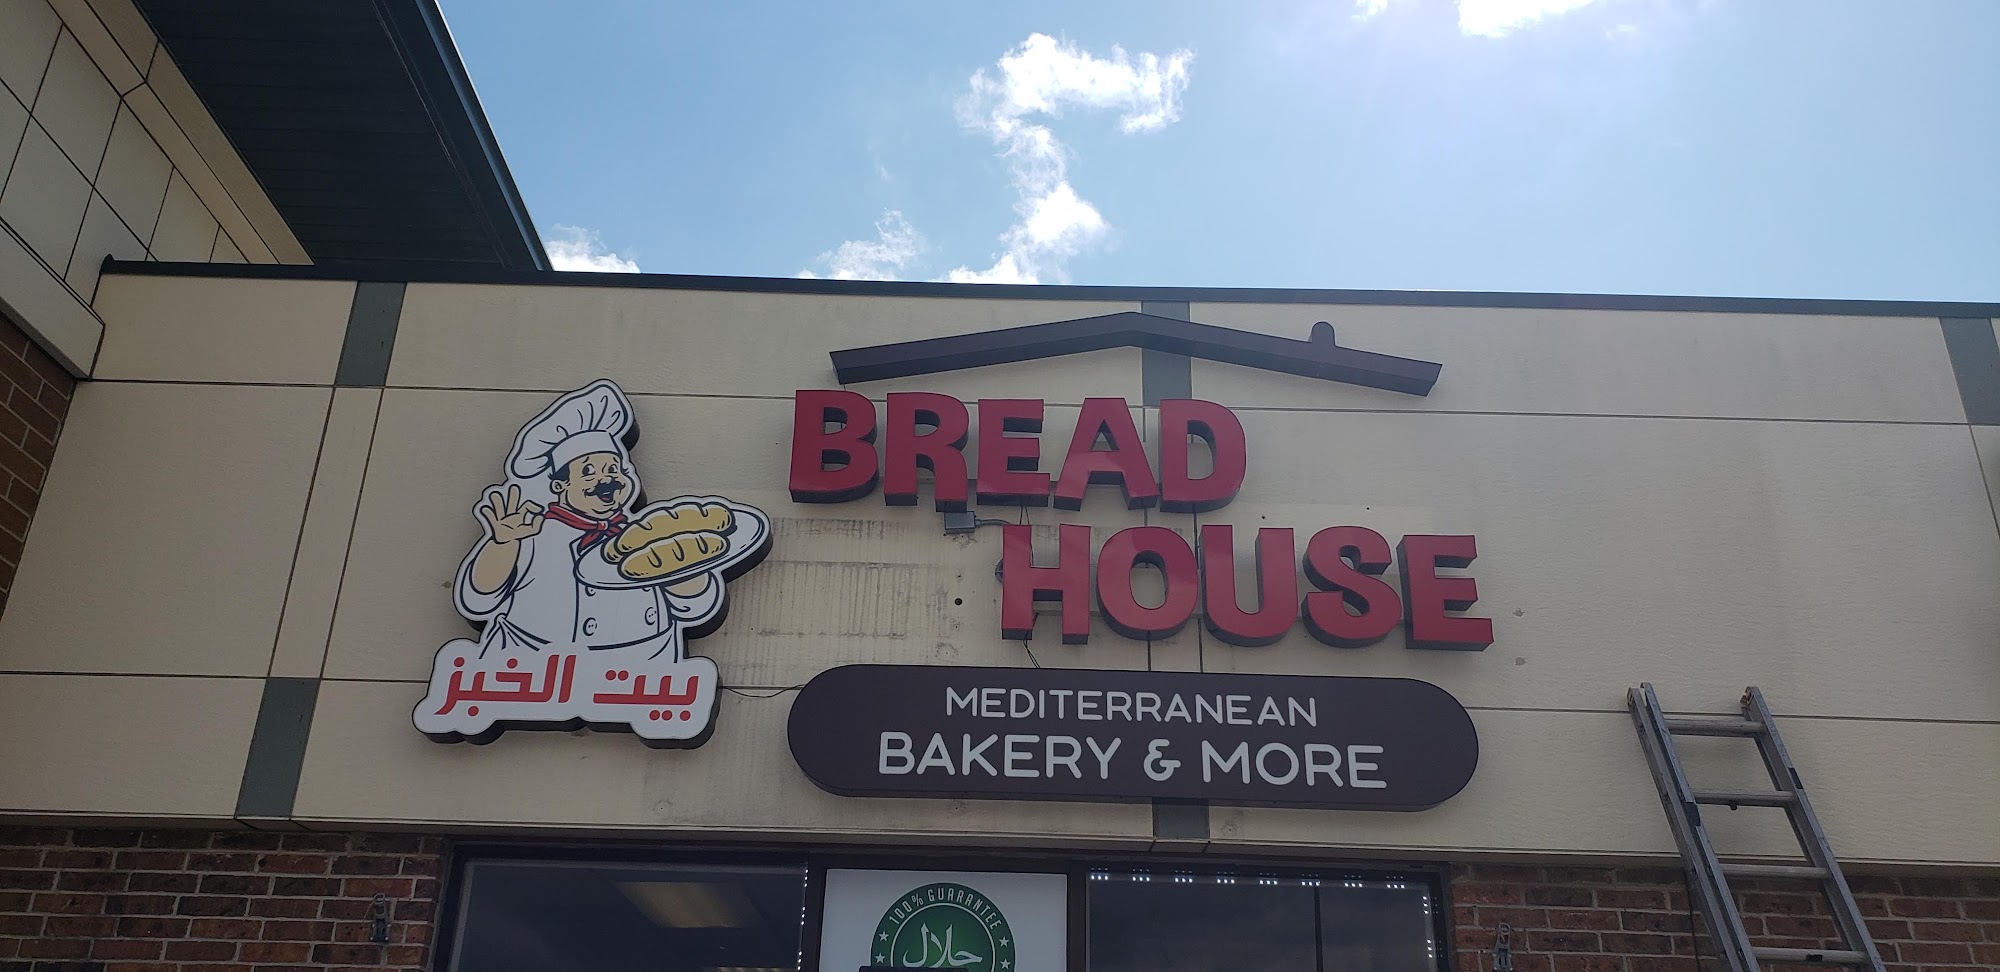 BREAD
HOUSE
بيت الخبز
MEDITERRANEAN
BAKERY & MORE
100% GUARANTEE
حلال